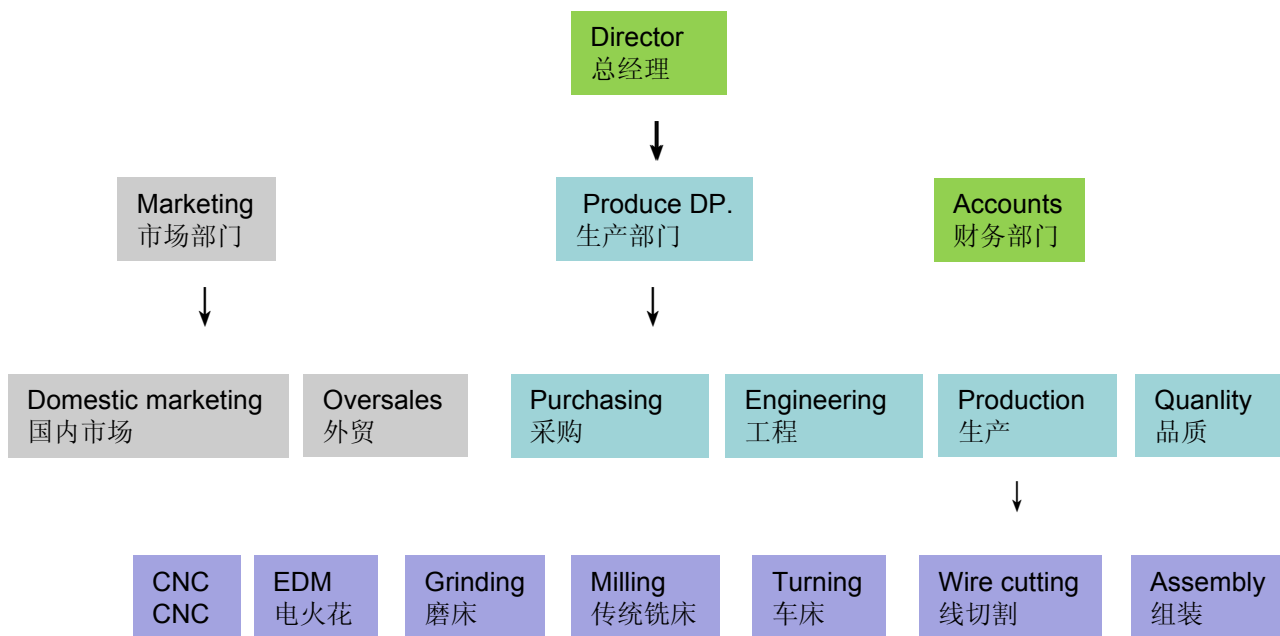 Director
总经理
Marketing
市场部门
Produce DP.
生产部门
Accounts
财务部门
Domestic marketing
国内市场
Oversales
外贸
Purchasing
采购
Engineering
工程
Production
生产
Quanlity
品质
CNC
CNC
EDM
电火花
Grinding
磨床
Milling
传统铣床
Turning
车床
Wire cutting
线切割
Assembly
组装